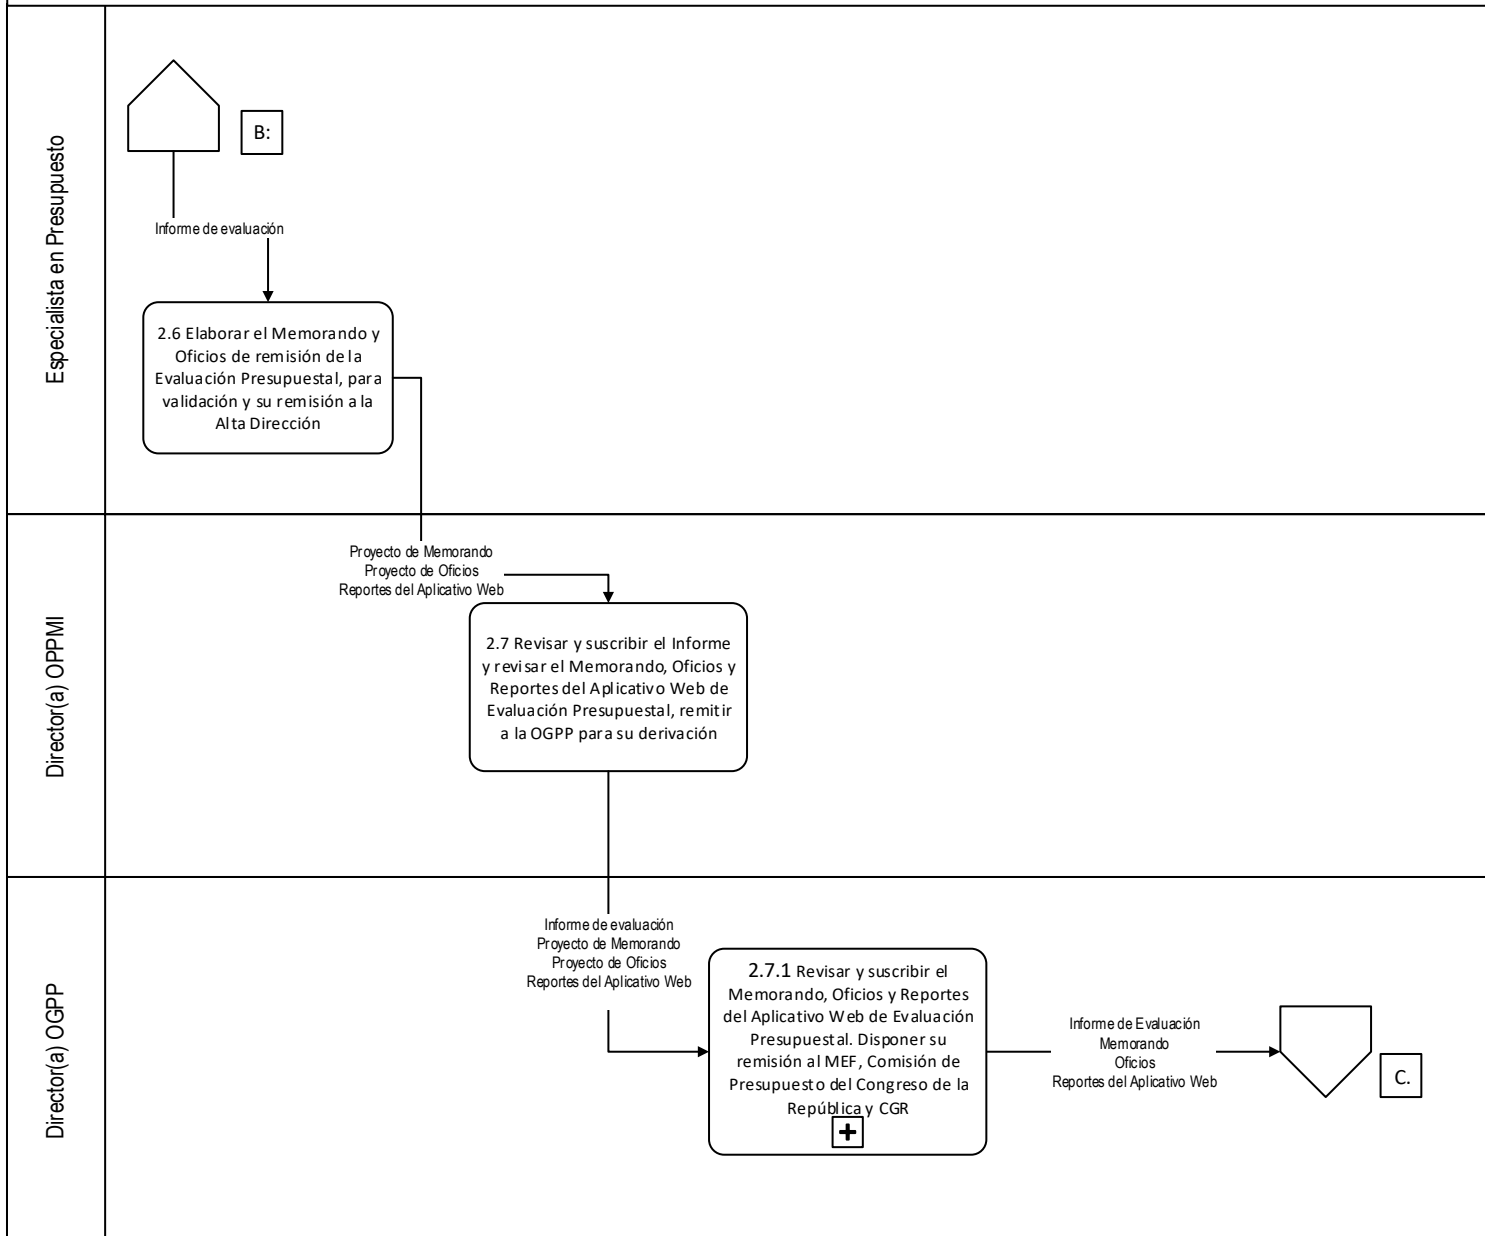 Especialista en Presupuesto
B:
Informe de evaluación
2.6 Elaborar el Memorando y
Oficios de remisión de la
Evaluación Presupuestal, para
validación y su remisión a la
Alta Dirección
Director(a) OPPMI
Proyecto de Memorando
Proyecto de Oficios
Reportes del Aplicativo Web
2.7 Revisar y suscribir el Informe
y revisar el Memorando, Oficios y
Reportes del Aplicativo Web de
Evaluación Presupuestal, remitir
a la OGPP para su derivación
Director(a) OGPP
Informe de evaluación
Proyecto de Memorando
Proyecto de Oficios
Reportes del Aplicativo Web
2.7.1 Revisar y suscribir el
Memorando, Oficios y Reportes
del Aplicativo Web de Evaluación
Presupuestal. Disponer su
remisión al MEF, Comisión de
Presupuesto del Congreso de la
República y CGR
Informe de Evaluación
Memorando
Oficios
Reportes del Aplicativo Web
C.